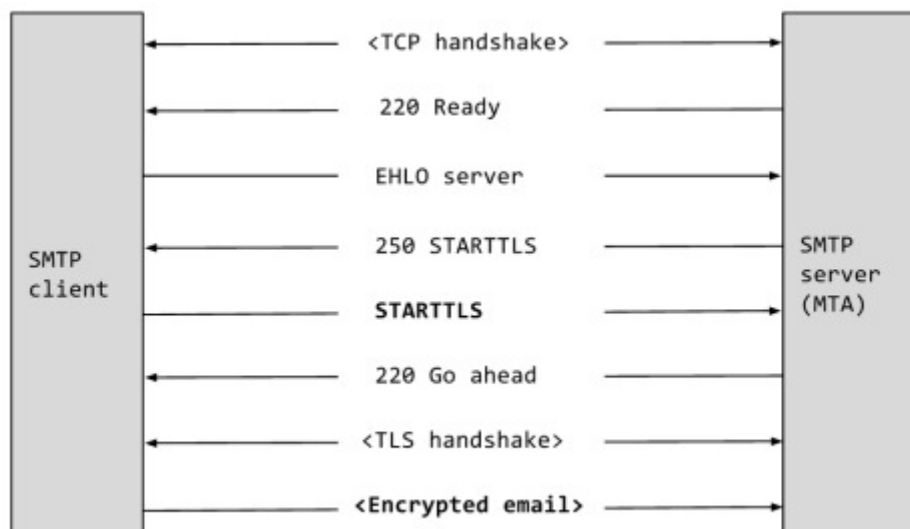 <TCP handshake>
220 Ready
EHLO server
250 STARTTLS
SMTP
client
SMTP
server
(MTA)
STARTTLS
220 Go ahead
<TLS handshake>
<Encrypted email>